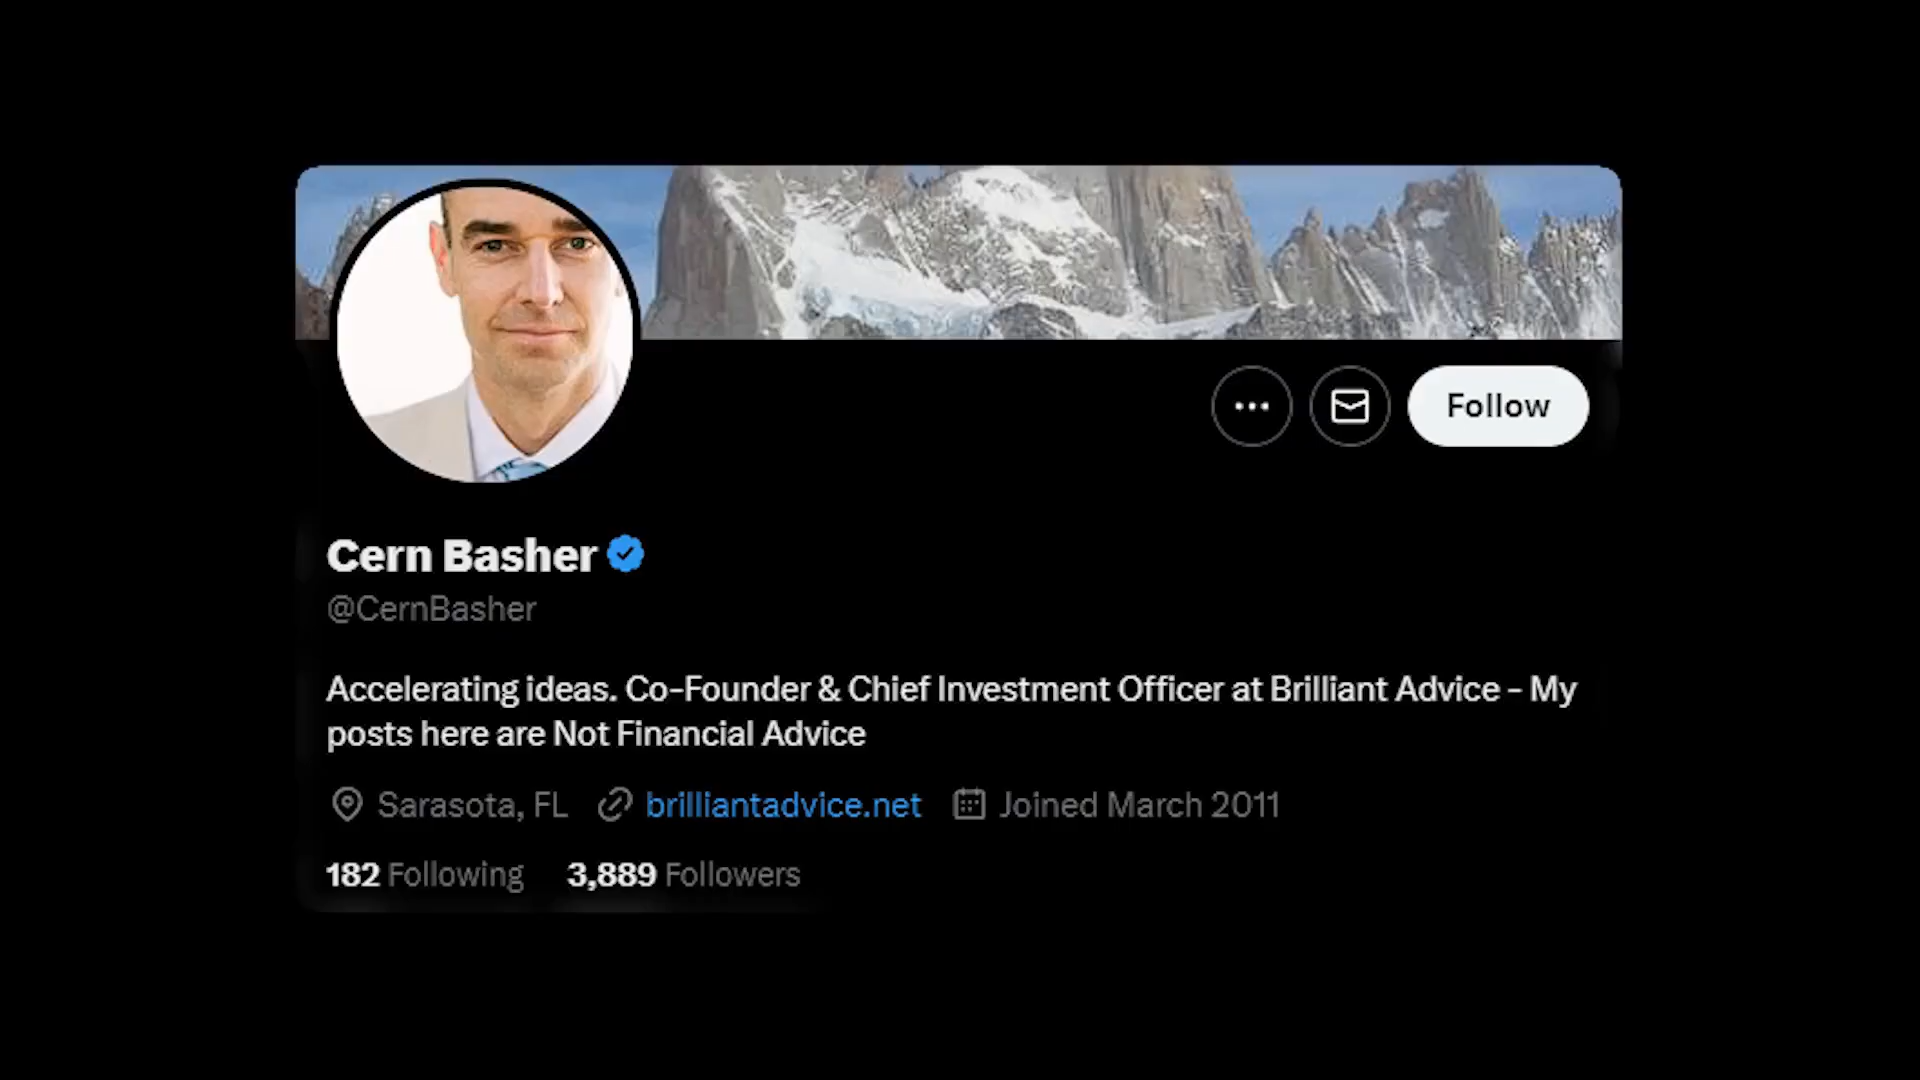 Follow
Cern Basher
@CernBasher
Accelerating ideas. Co-Founder & Chief Investment Officer at Brilliant Advice - My
posts here are Not Financial Advice
Sarasota, FL brilliantadvice.net Joined March 2011
182 Following 3,889 Followers